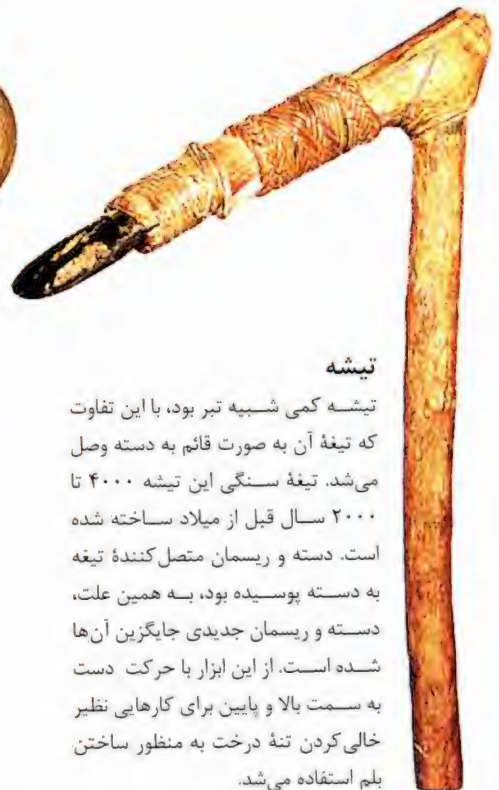 تیشه
تیشه کمی شبیه تبر بود، با این تفاوت
که تیغهٔ آن به صورت قائم به دسته وصل
می‌شد. تیغهٔ سنگی این تیشه ۴۰۰۰ تا
۲۰۰۰ سال قبل از میلاد ساخته شده
است. دسته و ریسمان متصل‌کنندهٔ تیغه
به دسته پوسیده بود، به همین علت،
دسته و ریسمان جدیدی جایگزین آن‌ها
شده است. از این ابزار با حرکت دست
به سمت بالا و پایین برای کارهایی نظیر
خالی‌کردن تنهٔ درخت به منظور ساختن
بلم استفاده می‌شد.